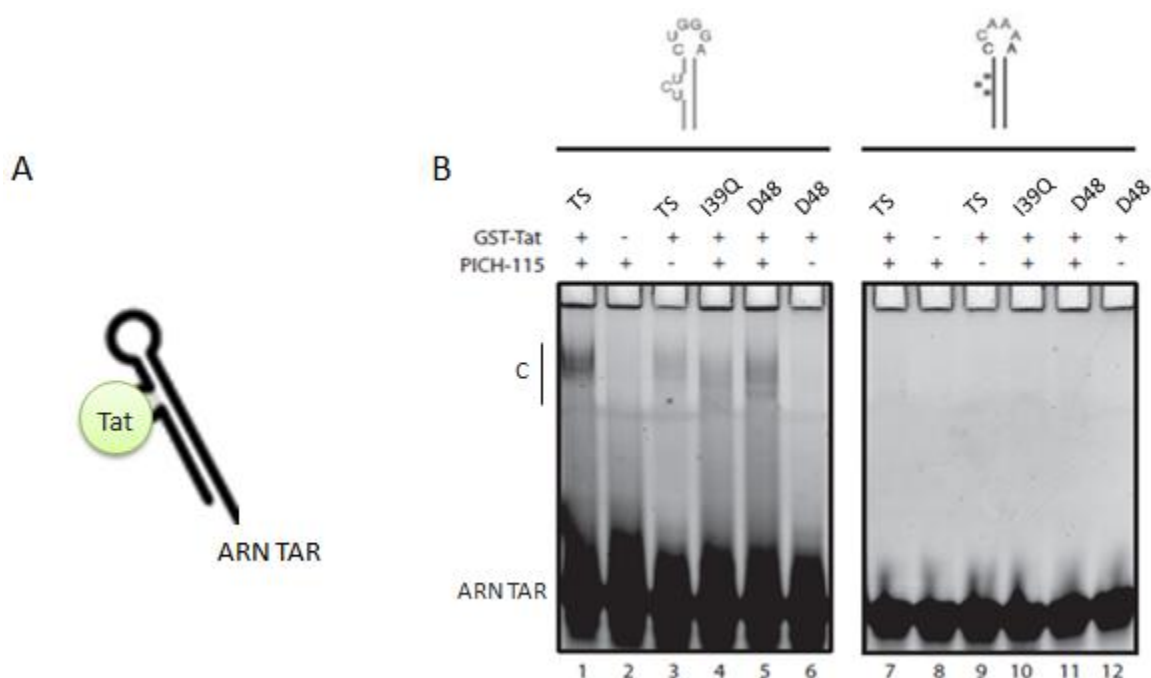 A
Tat
ARN TAR
B
U G G G
C A
U
C
U
C C A A A A
TS - TS I39Q D48 D48
GST-Tat + - + + + +
PICH-115 + + - + + -
TS TS I39Q D48 D48
+ - + + + +
+ + - + + -
C
ARN TAR
1 2 3 4 5 6
7 8 9 10 11 12